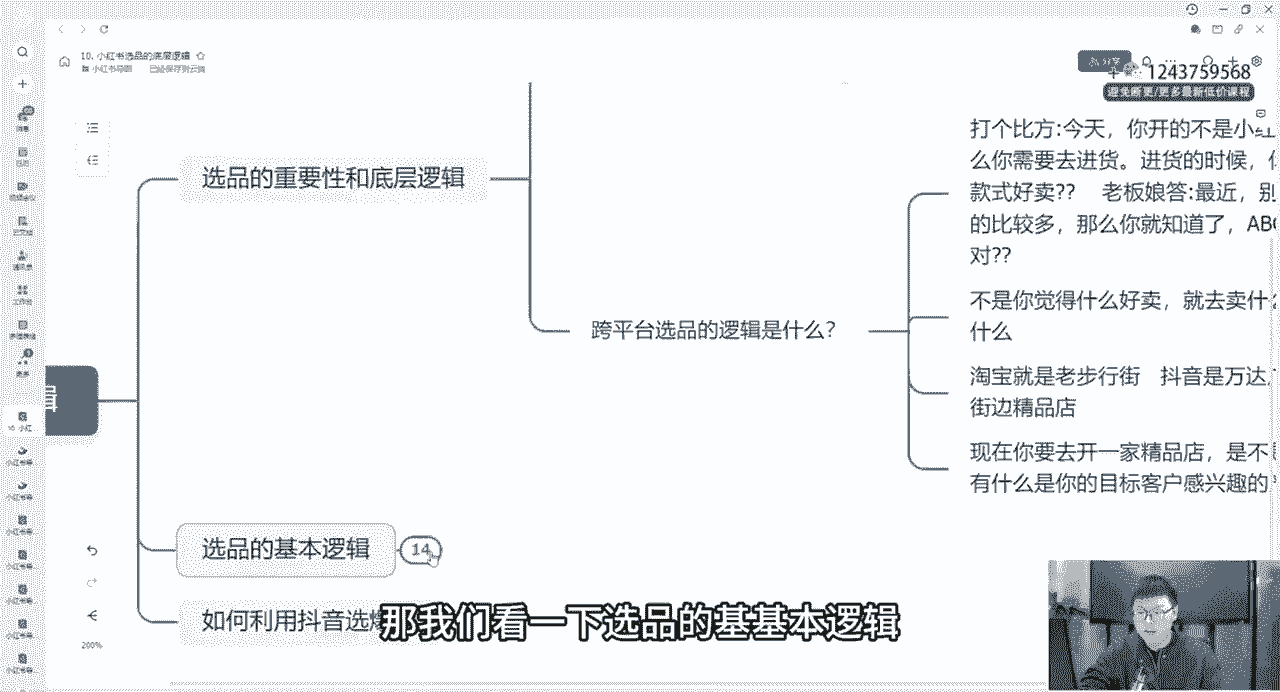 10. 小红书选品的底层逻辑
小红书导图 已经保存到云端
分享
1243759568
避免断更/更多最新低价课程
选品的重要性和底层逻辑
打个比方:今天，你开的不是小红
么你需要去进货。进货的时候，
款式好卖?? 老板娘答:最近，别
的比较多，那么你就知道了，ABC
对??
跨平台选品的逻辑是什么?
不是你觉得什么好卖，就去卖什么
什么
淘宝就是老步行街 抖音是万达
街边精品店
现在你要去开一家精品店，是不
有什么是你的目标客户感兴趣的
选品的基本逻辑
14
如何利用抖音选爆
那我们看一下选品的基基本逻辑
200%